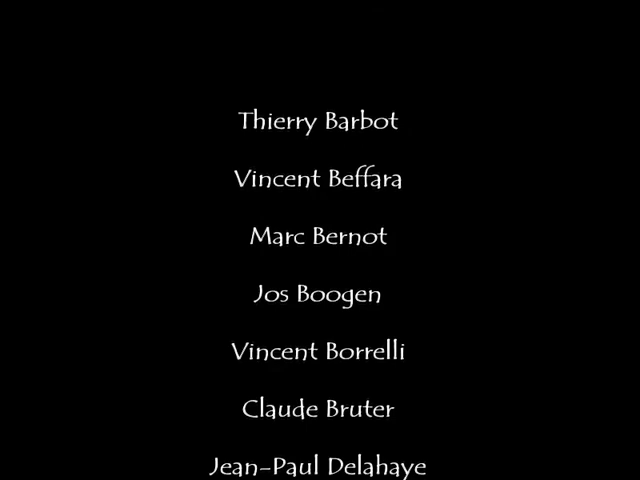 Thierry Barbot
Vincent Beffara
Marc Bernot
Jos Boogen
Vincent Borrelli
Claude Bruter
Jean-Paul Delahaye